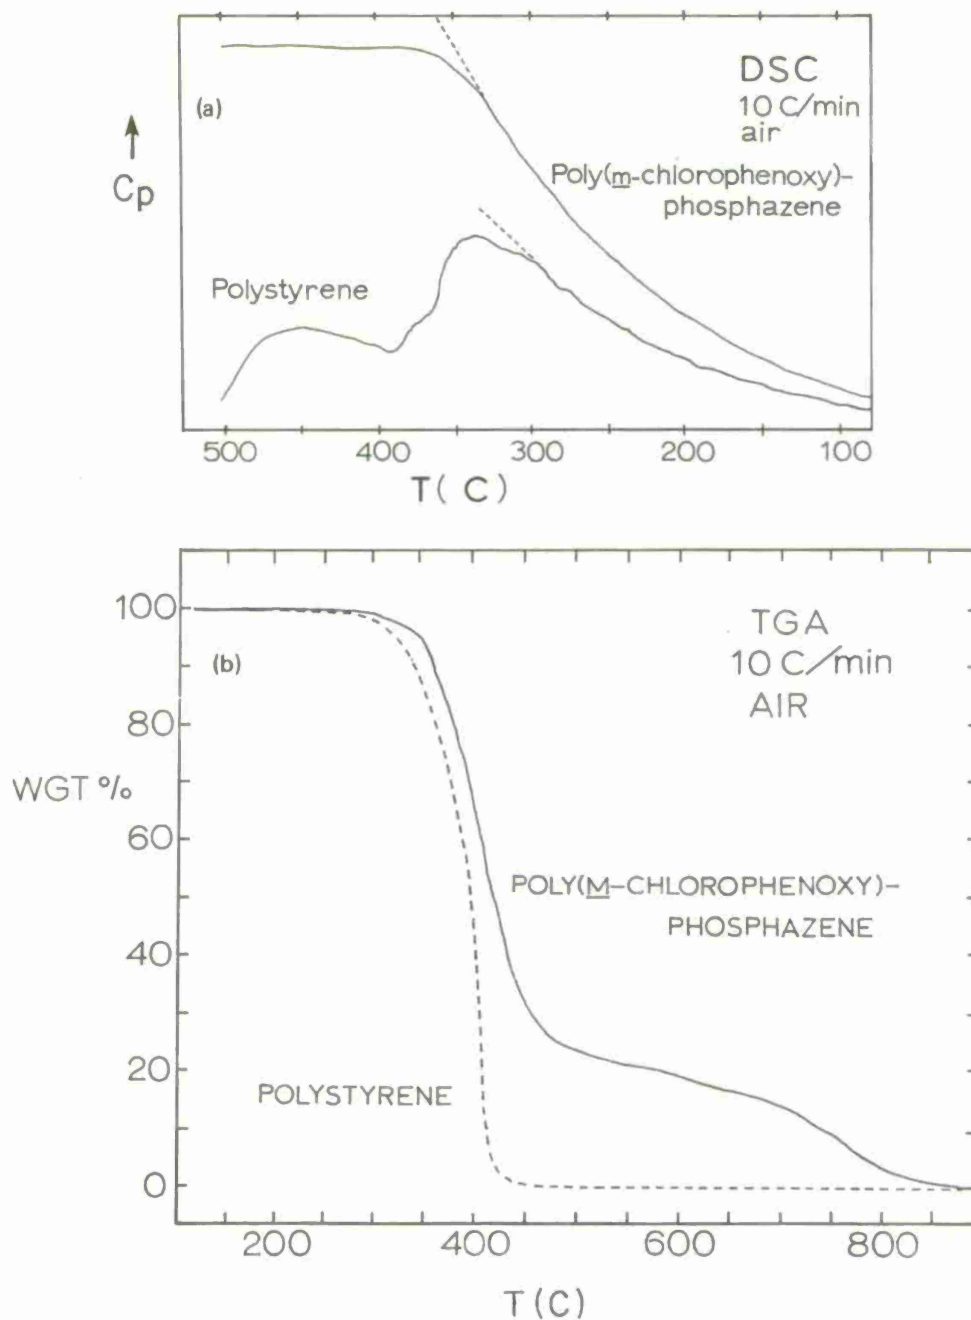 (a)
DSC
10 C/min
air
Poly(m-chlorophenoxy)-
phosphazene
Cp
Polystyrene
500 400 300 200 100
T( C)
100
80
60
40
20
0
WGT %
(b)
TGA
10 C/min
AIR
POLY(M-CHLOROPHENOXY)-
PHOSPHAZENE
POLYSTYRENE
200 400 600 800
T(C)